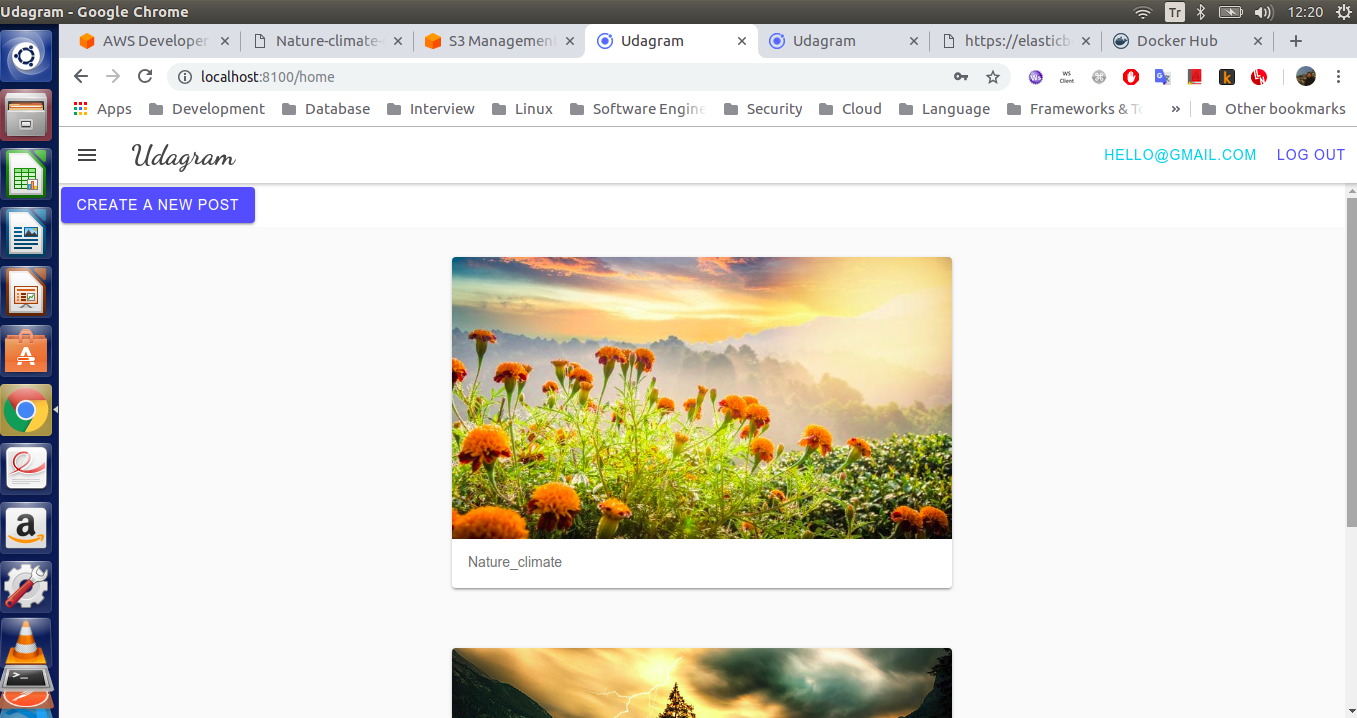 Udagram - Google Chrome
Tr
12:20
AWS Developer
Nature-climate-
S3 Management
Udagram
Udagram
https://elasticb
Docker Hub
localhost:8100/home
WS Client
Apps
Development
Database
Interview
Linux
Software Engine
Security
Cloud
Language
Frameworks & To
»
Other bookmarks
Udagram
HELLO@GMAIL.COM
LOG OUT
CREATE A NEW POST
Nature_climate